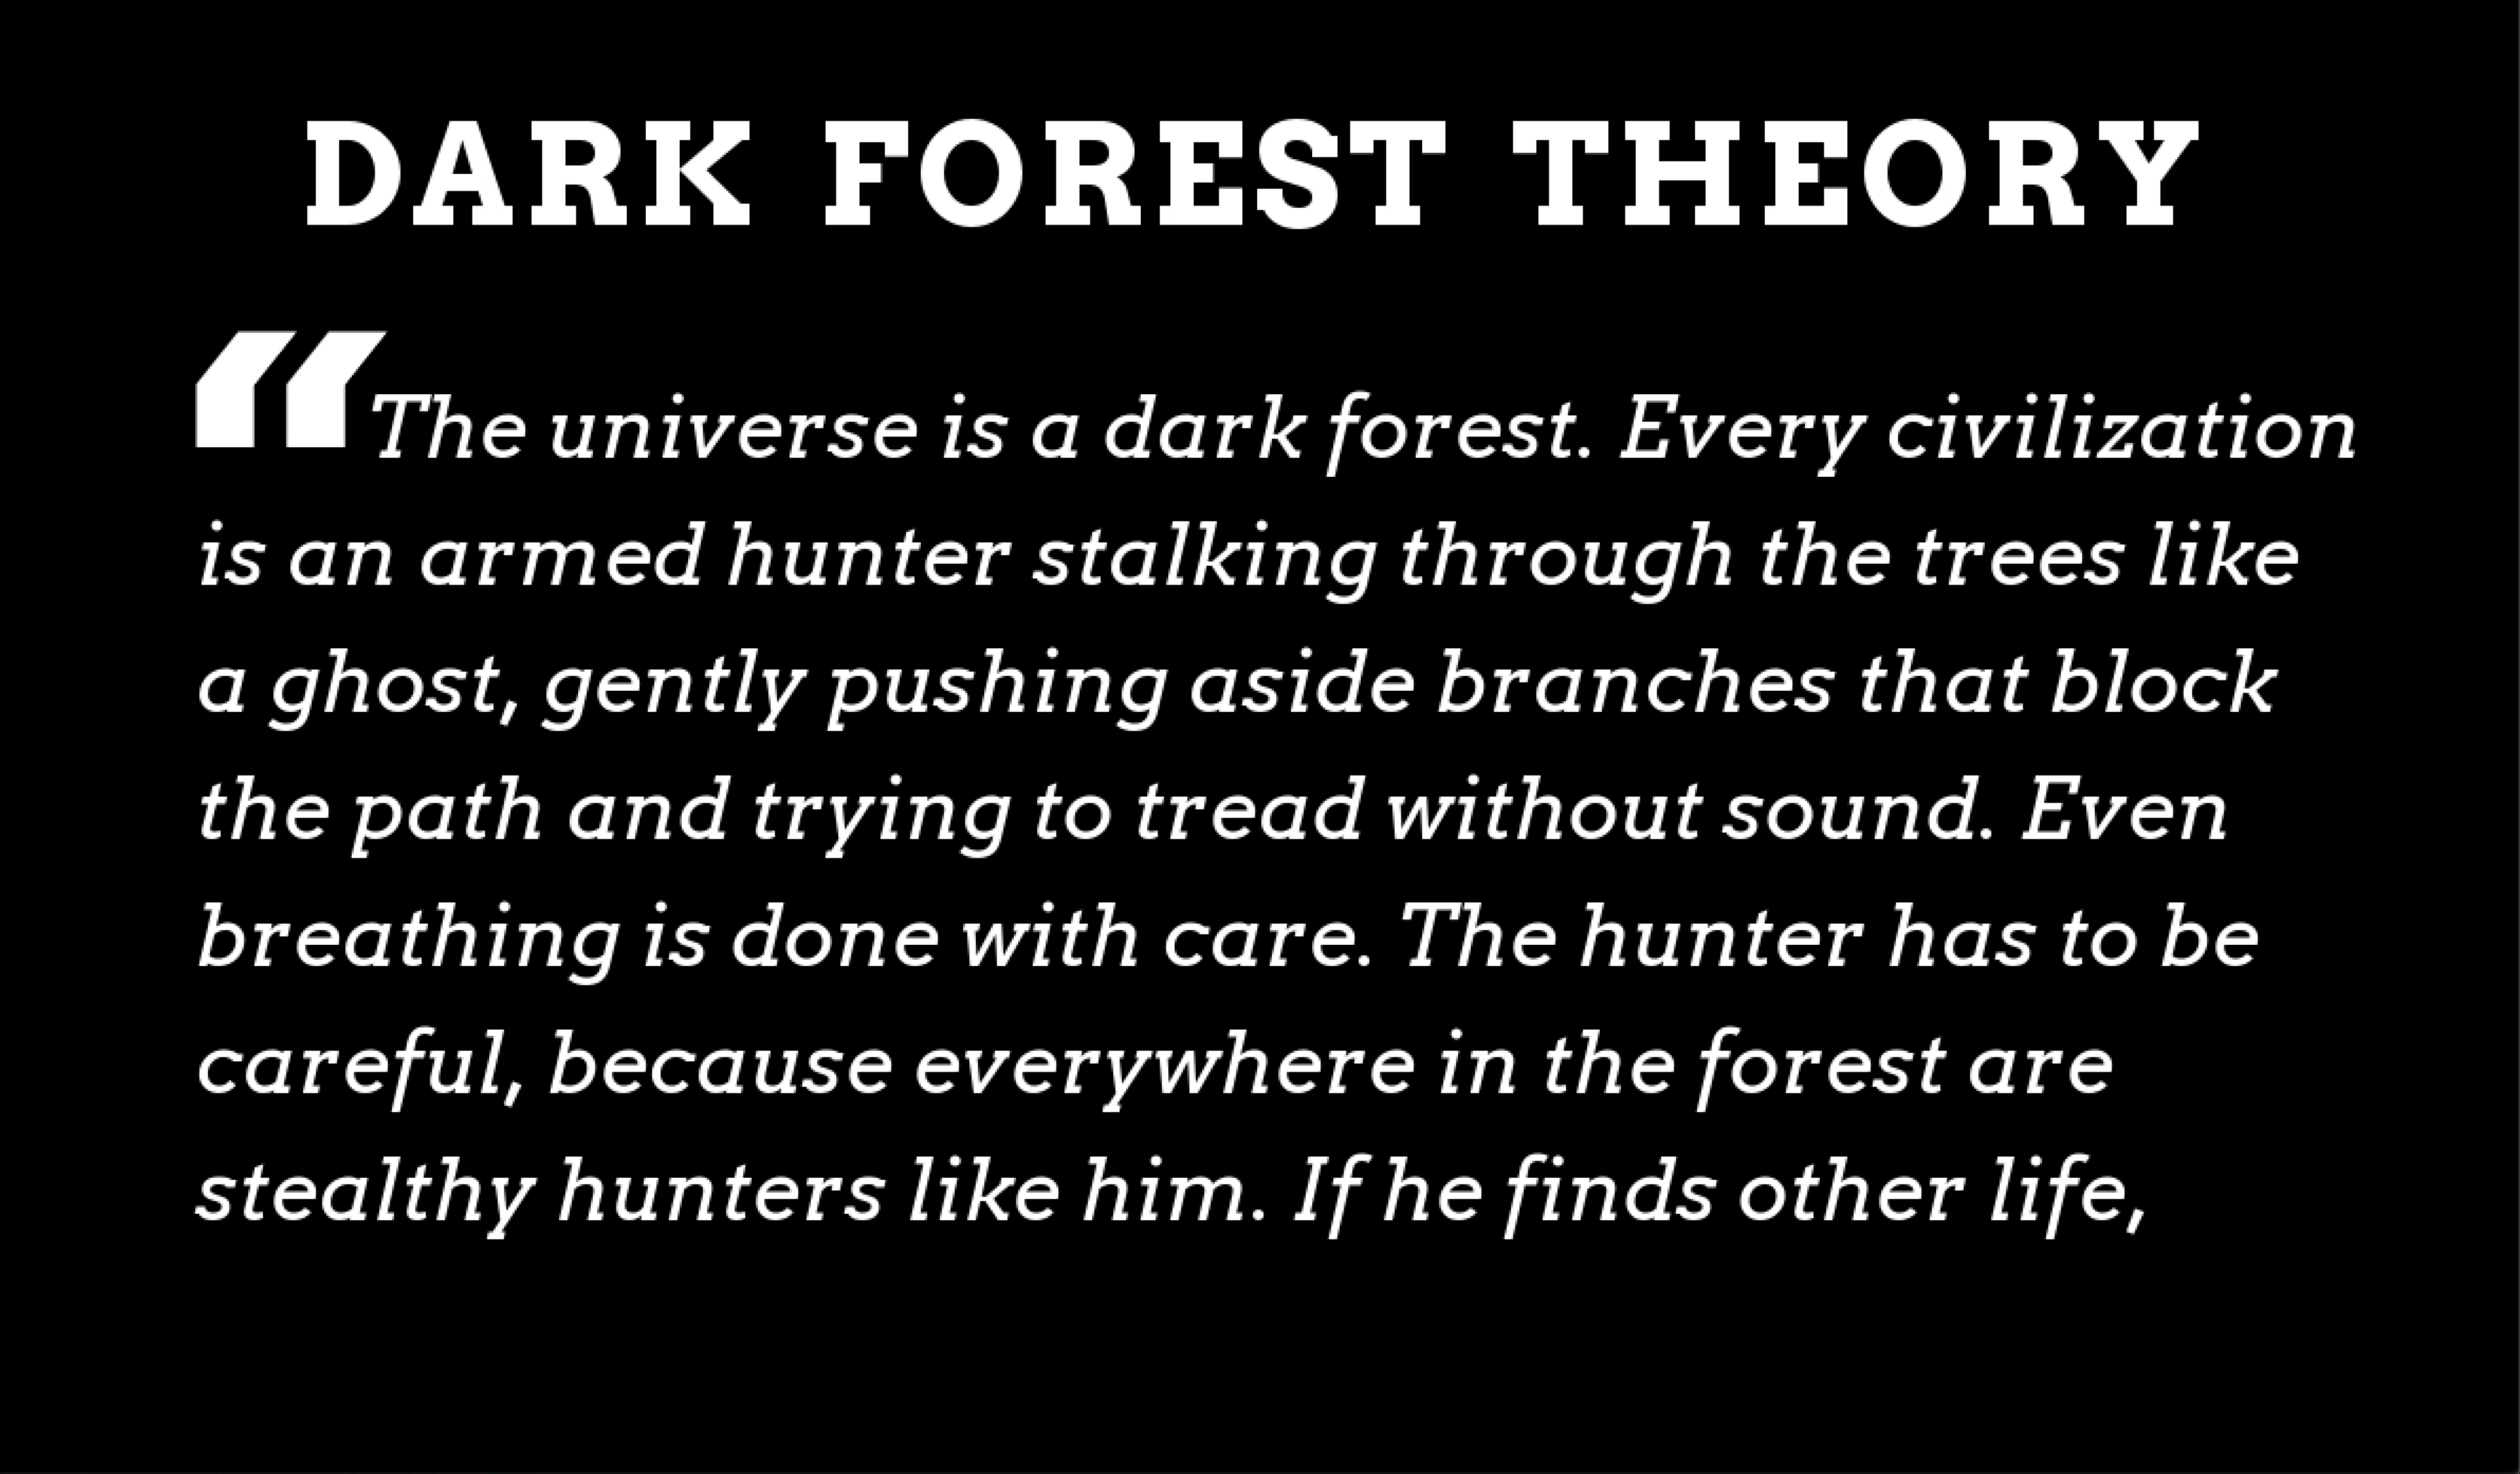 DARK FOREST THEORY
“The universe is a dark forest. Every civilization
is an armed hunter stalking through the trees like
a ghost, gently pushing aside branches that block
the path and trying to tread without sound. Even
breathing is done with care. The hunter has to be
careful, because everywhere in the forest are
stealthy hunters like him. If he finds other life,